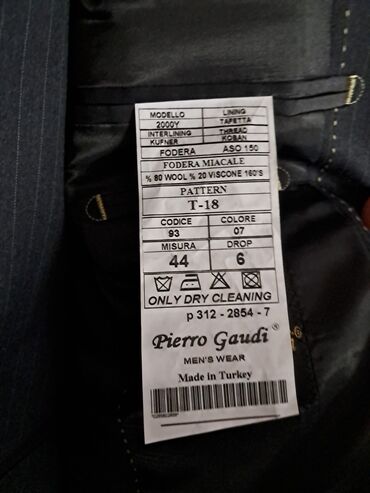 MODELLO LINING
2000Y TAFETTA
INTERLINING THREAD
KUFNER KOBAN
FODERA ASO 150
FODERA MIACALE
% 80 WOOL % 20 VISCONE 160'S
PATTERN
T-18
CODICE COLORE
93 07
MISURA DROP
44 6
ONLY DRY CLEANING
p 312 - 2854 - 7
Pierro Gaudi ®
MEN'S WEAR
Made in Turkey